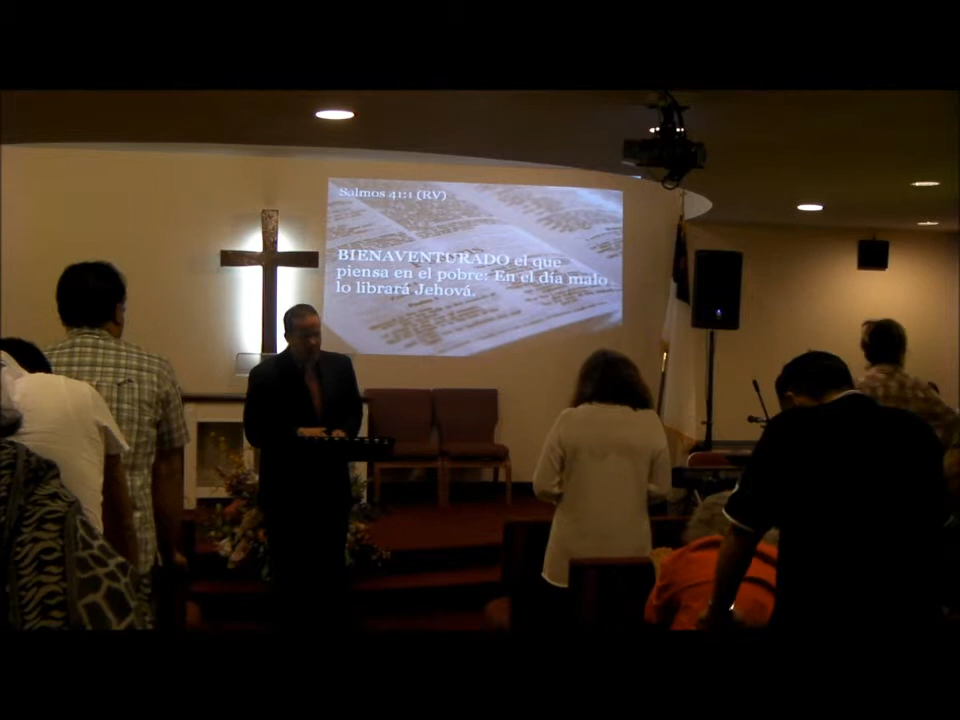 Salmos 41:1 (RV)
BIENAVENTURADO el que
piensa en el pobre: En el día malo
lo librará Jehová.